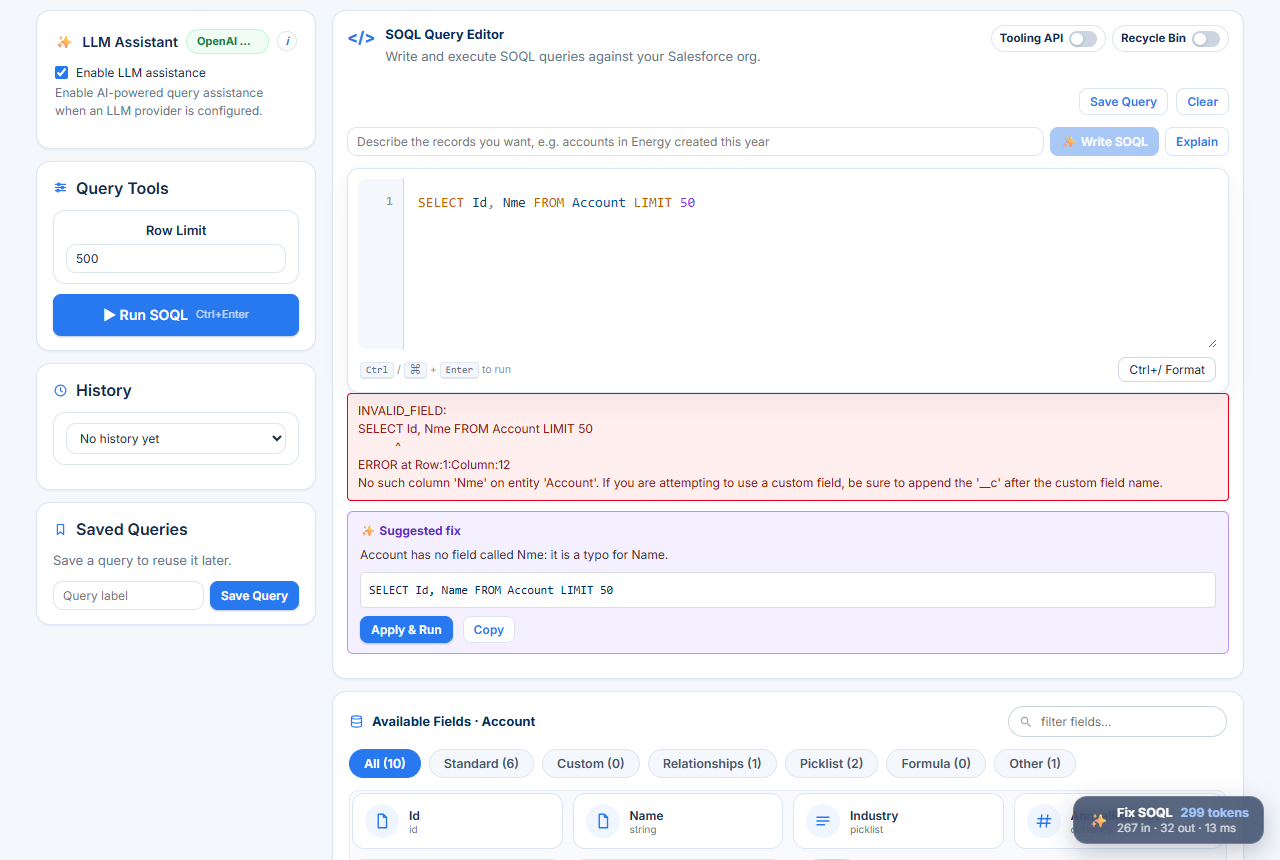 LLM Assistant
OpenAI ...
i
Enable LLM assistance
Enable AI-powered query assistance
when an LLM provider is configured.
Query Tools
Row Limit
500
▶ Run SOQL Ctrl+Enter
History
No history yet
Saved Queries
Save a query to reuse it later.
Query label
Save Query
</> SOQL Query Editor
Write and execute SOQL queries against your Salesforce org.
Tooling API
Recycle Bin
Save Query
Clear
Describe the records you want, e.g. accounts in Energy created this year
Write SOQL
Explain
1
SELECT Id, Nme FROM Account LIMIT 50
Ctrl / ⌘ + Enter to run
Ctrl+/ Format
INVALID_FIELD:
SELECT Id, Nme FROM Account LIMIT 50
^
ERROR at Row:1:Column:12
No such column 'Nme' on entity 'Account'. If you are attempting to use a custom field, be sure to append the '__c' after the custom field name.
Suggested fix
Account has no field called Nme: it is a typo for Name.
SELECT Id, Name FROM Account LIMIT 50
Apply & Run
Copy
Available Fields · Account
filter fields...
All (10)
Standard (6)
Custom (0)
Relationships (1)
Picklist (2)
Formula (0)
Other (1)
Id
id
Name
string
Industry
picklist
Fix SOQL 299 tokens
267 in · 32 out · 13 ms